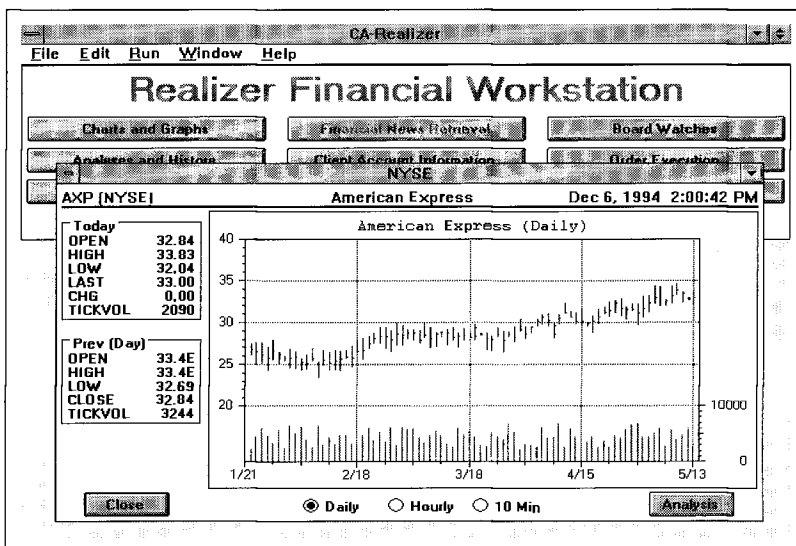 CA-Realizer
File Edit Run Window Help
Realizer Financial Workstation
Charts and Graphs Financial News Retrieval Board Watches
Analyses and History Client Account Information Order Execution
NYSE
AXP [NYSE] American Express Dec 6, 1994 2:00:42 PM
Today
OPEN 32.84
HIGH 33.83
LOW 32.04
LAST 33.00
CHG 0.00
TICKVOL 2090
Prev (Day)
OPEN 33.4E
HIGH 33.4E
LOW 32.69
CLOSE 32.84
TICKVOL 3244
American Express (Daily)
40
35
30
25
20
10000
0
1/21 2/18 3/18 4/15 5/13
Close Daily Hourly 10 Min Analysis